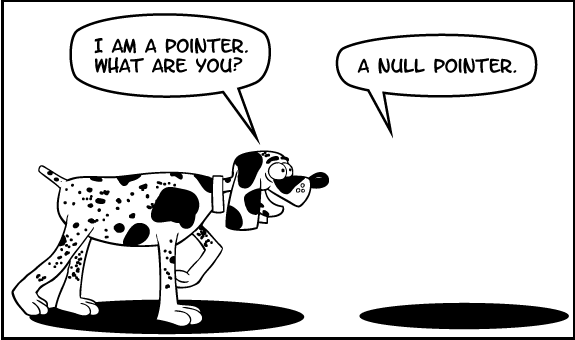 I AM A POINTER.
WHAT ARE YOU?
A NULL POINTER.